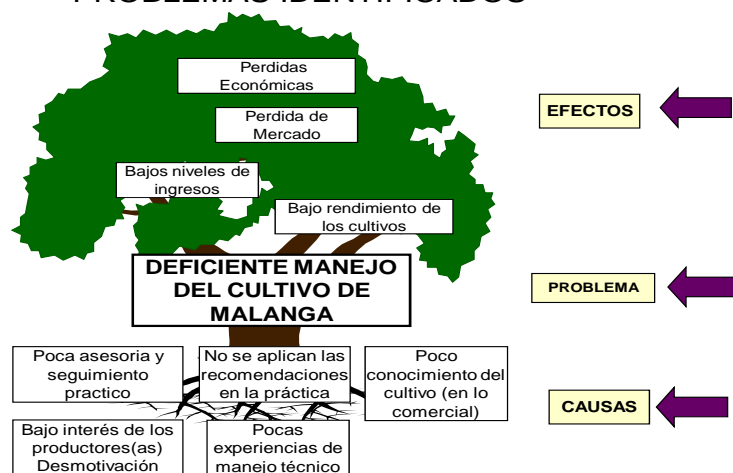 PROBLEMAS IDENTIFICADOS
Perdidas
Económicas
EFECTOS
Perdida de
Mercado
Bajos niveles de
ingresos
Bajo rendimiento de
los cultivos
DEFICIENTE MANEJO
DEL CULTIVO DE
MALANGA
PROBLEMA
Poca asesoria y
seguimiento
practico
No se aplican las
recomendaciones
en la práctica
Poco
conocimiento del
cultivo (en lo
comercial)
CAUSAS
Bajo interés de los
productores(as)
Desmotivación
Pocas
experiencias de
manejo técnico